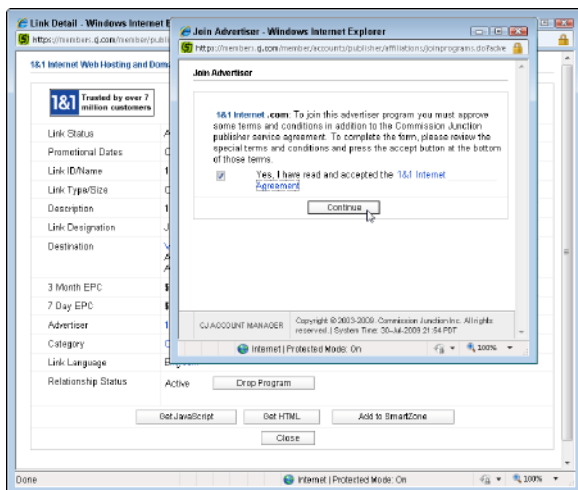 Link Detail - Windows Internet E
https://members.cj.com/member/publi
1&1 Internet Web Hosting and Doma
1&1 Trusted by over 7
million customers
Link Status
Promotional Dates
Link ID/Name
Link Type/Size
Description
Link Designation
Destination
3 Month EPC
7 Day EPC
Advertiser
Category
Link Language
Relationship Status Active Drop Program
Get JavaScript Get HTML Add to SmartZone
Close
Done Internet | Protected Mode: On 100%
Join Advertiser - Windows Internet Explorer
https://members.cj.com/member/accounts/publisher/affiliations/joinprograms.do?adve
Join Advertiser
1&1 Internet .com: To join this advertiser program you must approve
some terms and conditions in addition to the Commission Junction
publisher service agreement. To complete the form, please review the
special terms and conditions and press the accept button at the bottom
of those terms.
Yes, I have read and accepted the 1&1 Internet
Agreement
Continue
CJ ACCOUNT MANAGER
Copyright © 2003-2009. Commission Junction Inc. All rights
reserved. | System Time: 30-Jul-2009 21:54 PDT
Internet | Protected Mode: On 100%